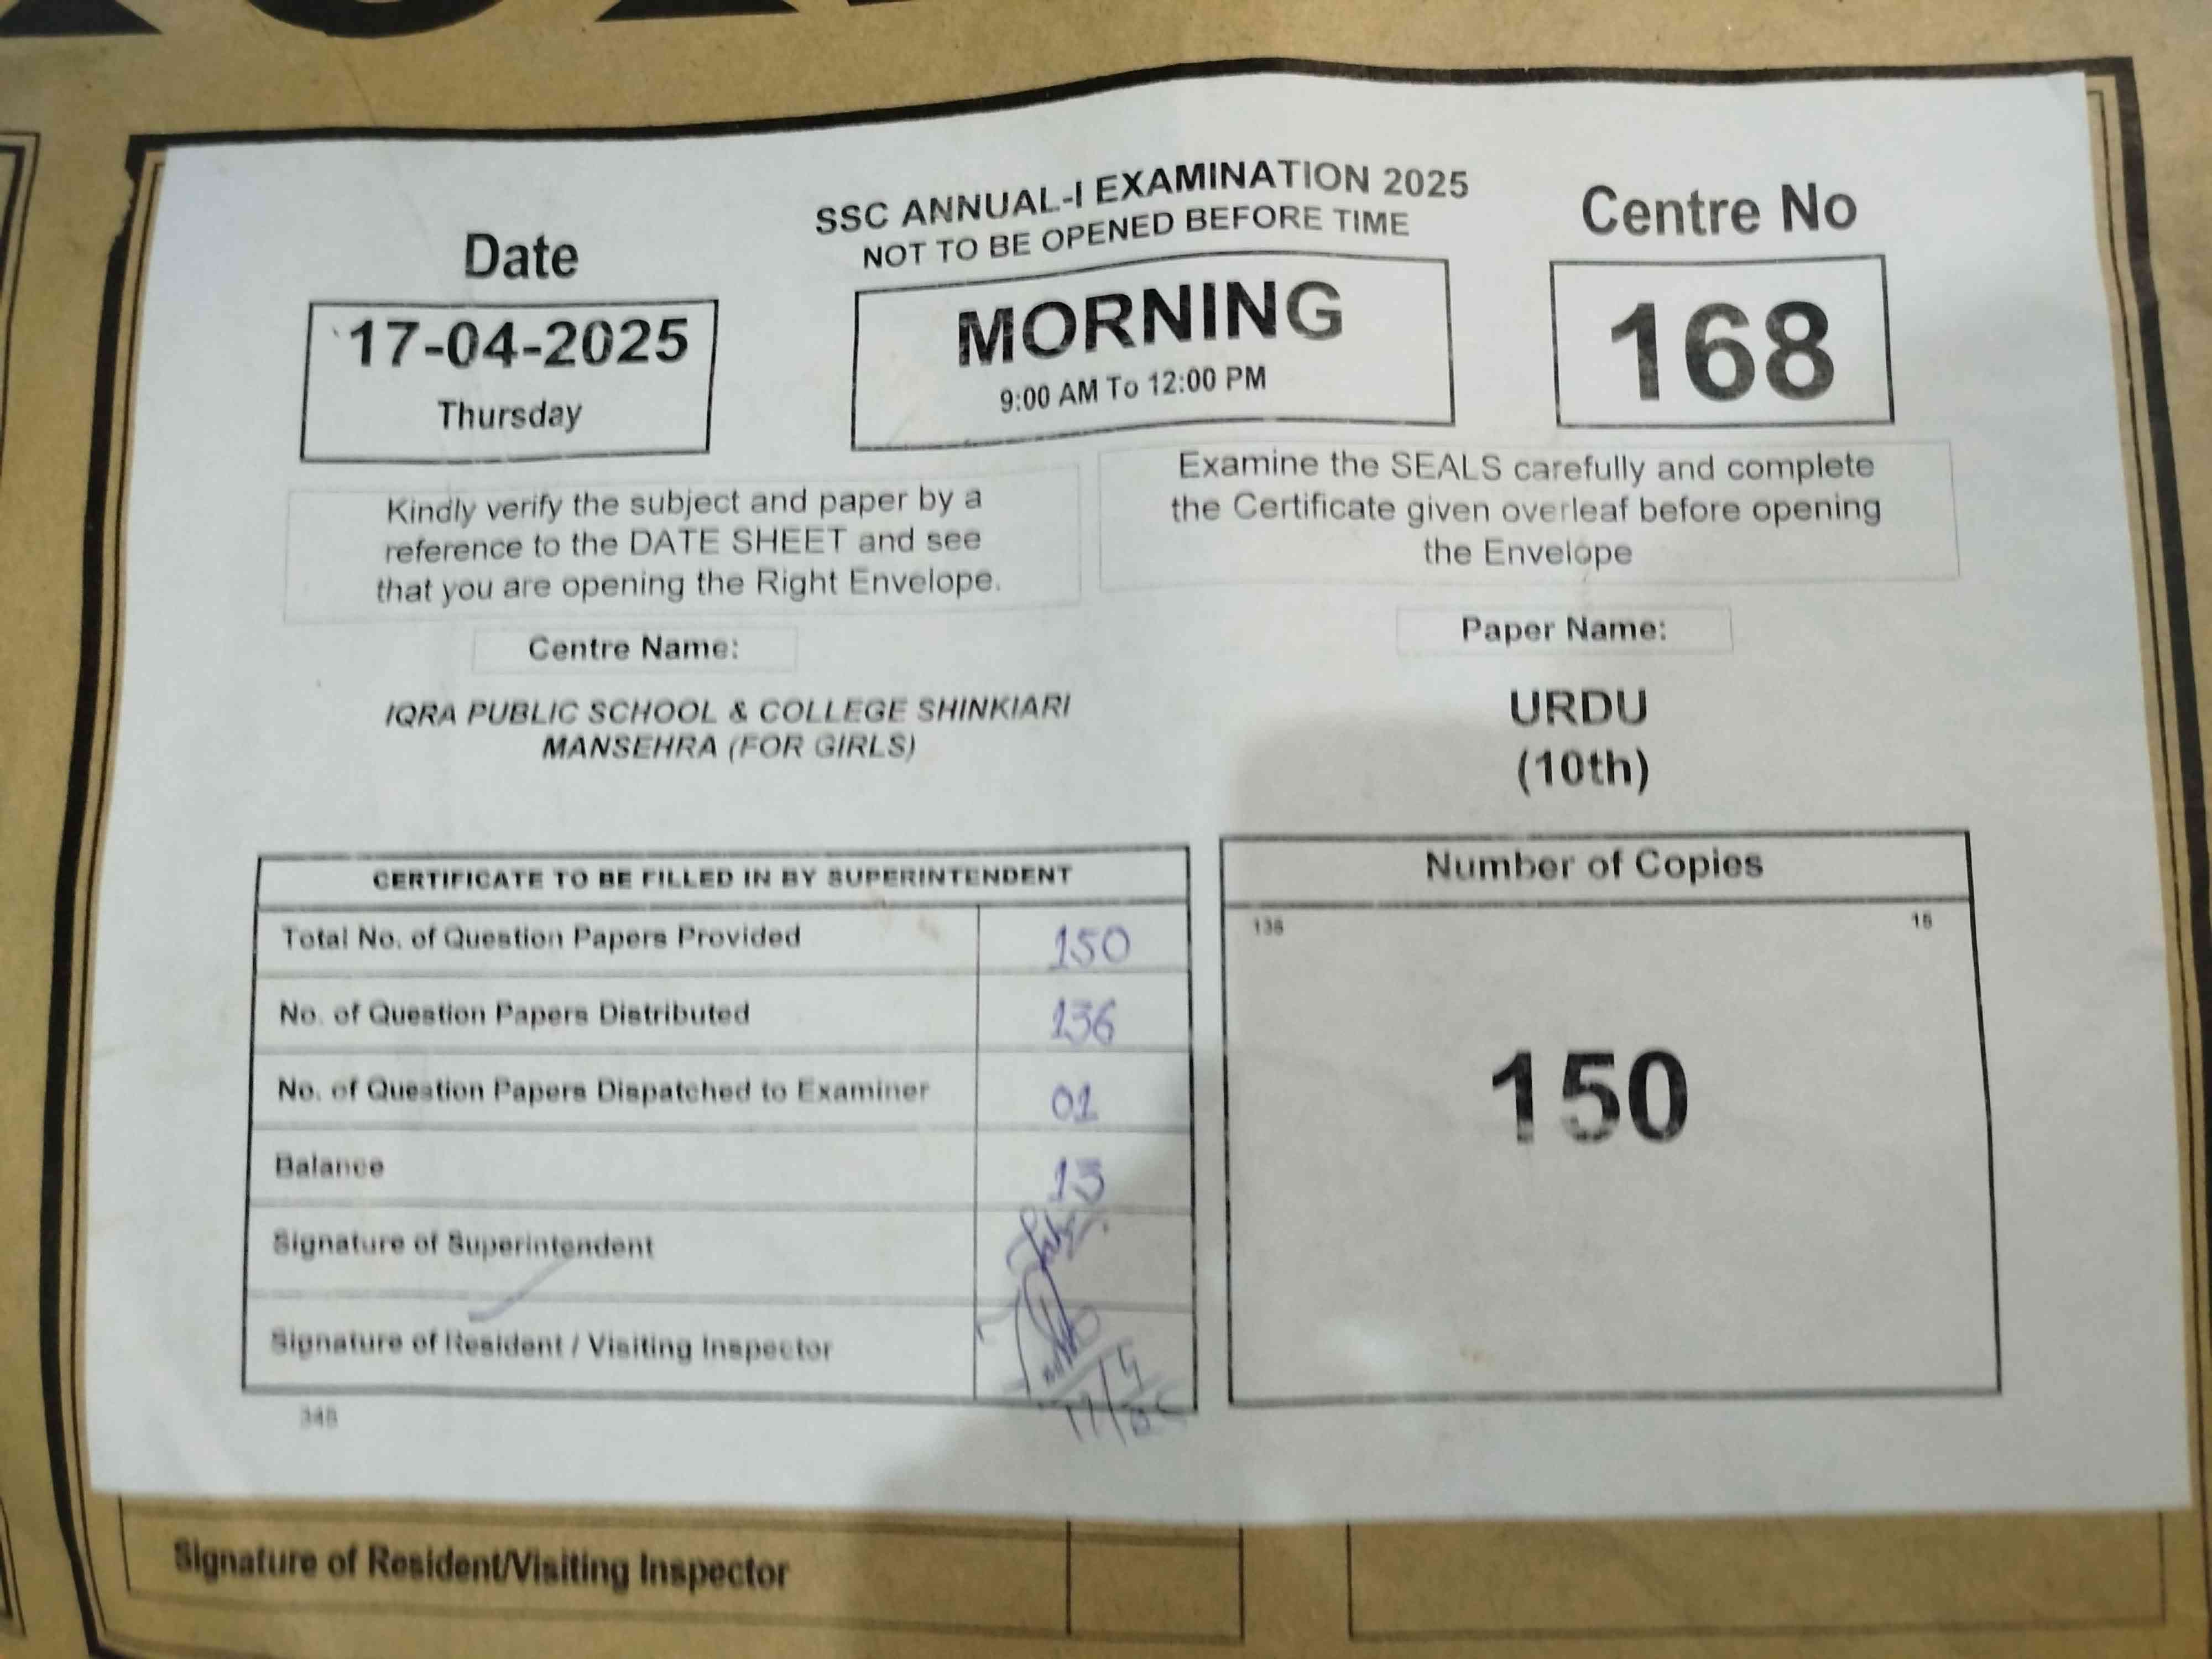 SSC ANNUAL-I EXAMINATION 2025
NOT TO BE OPENED BEFORE TIME
Date
17-04-2025
Thursday
MORNING
9:00 AM To 12:00 PM
Centre No
168
Kindly verify the subject and paper by a
reference to the DATE SHEET and see
that you are opening the Right Envelope.
Examine the SEALS carefully and complete
the Certificate given overleaf before opening
the Envelope
Centre Name:
IQRA PUBLIC SCHOOL & COLLEGE SHINKIARI
MANSEHRA (FOR GIRLS)
Paper Name:
URDU
(10th)
CERTIFICATE TO BE FILLED IN BY SUPERINTENDENT
Total No. of Question Papers Provided 150
No. of Question Papers Distributed 136
No. of Question Papers Dispatched to Examiner 01
Balance 13
Signature of Superintendent
Signature of Resident / Visiting Inspector
Number of Copies
15
150
Signature of Resident/Visiting Inspector